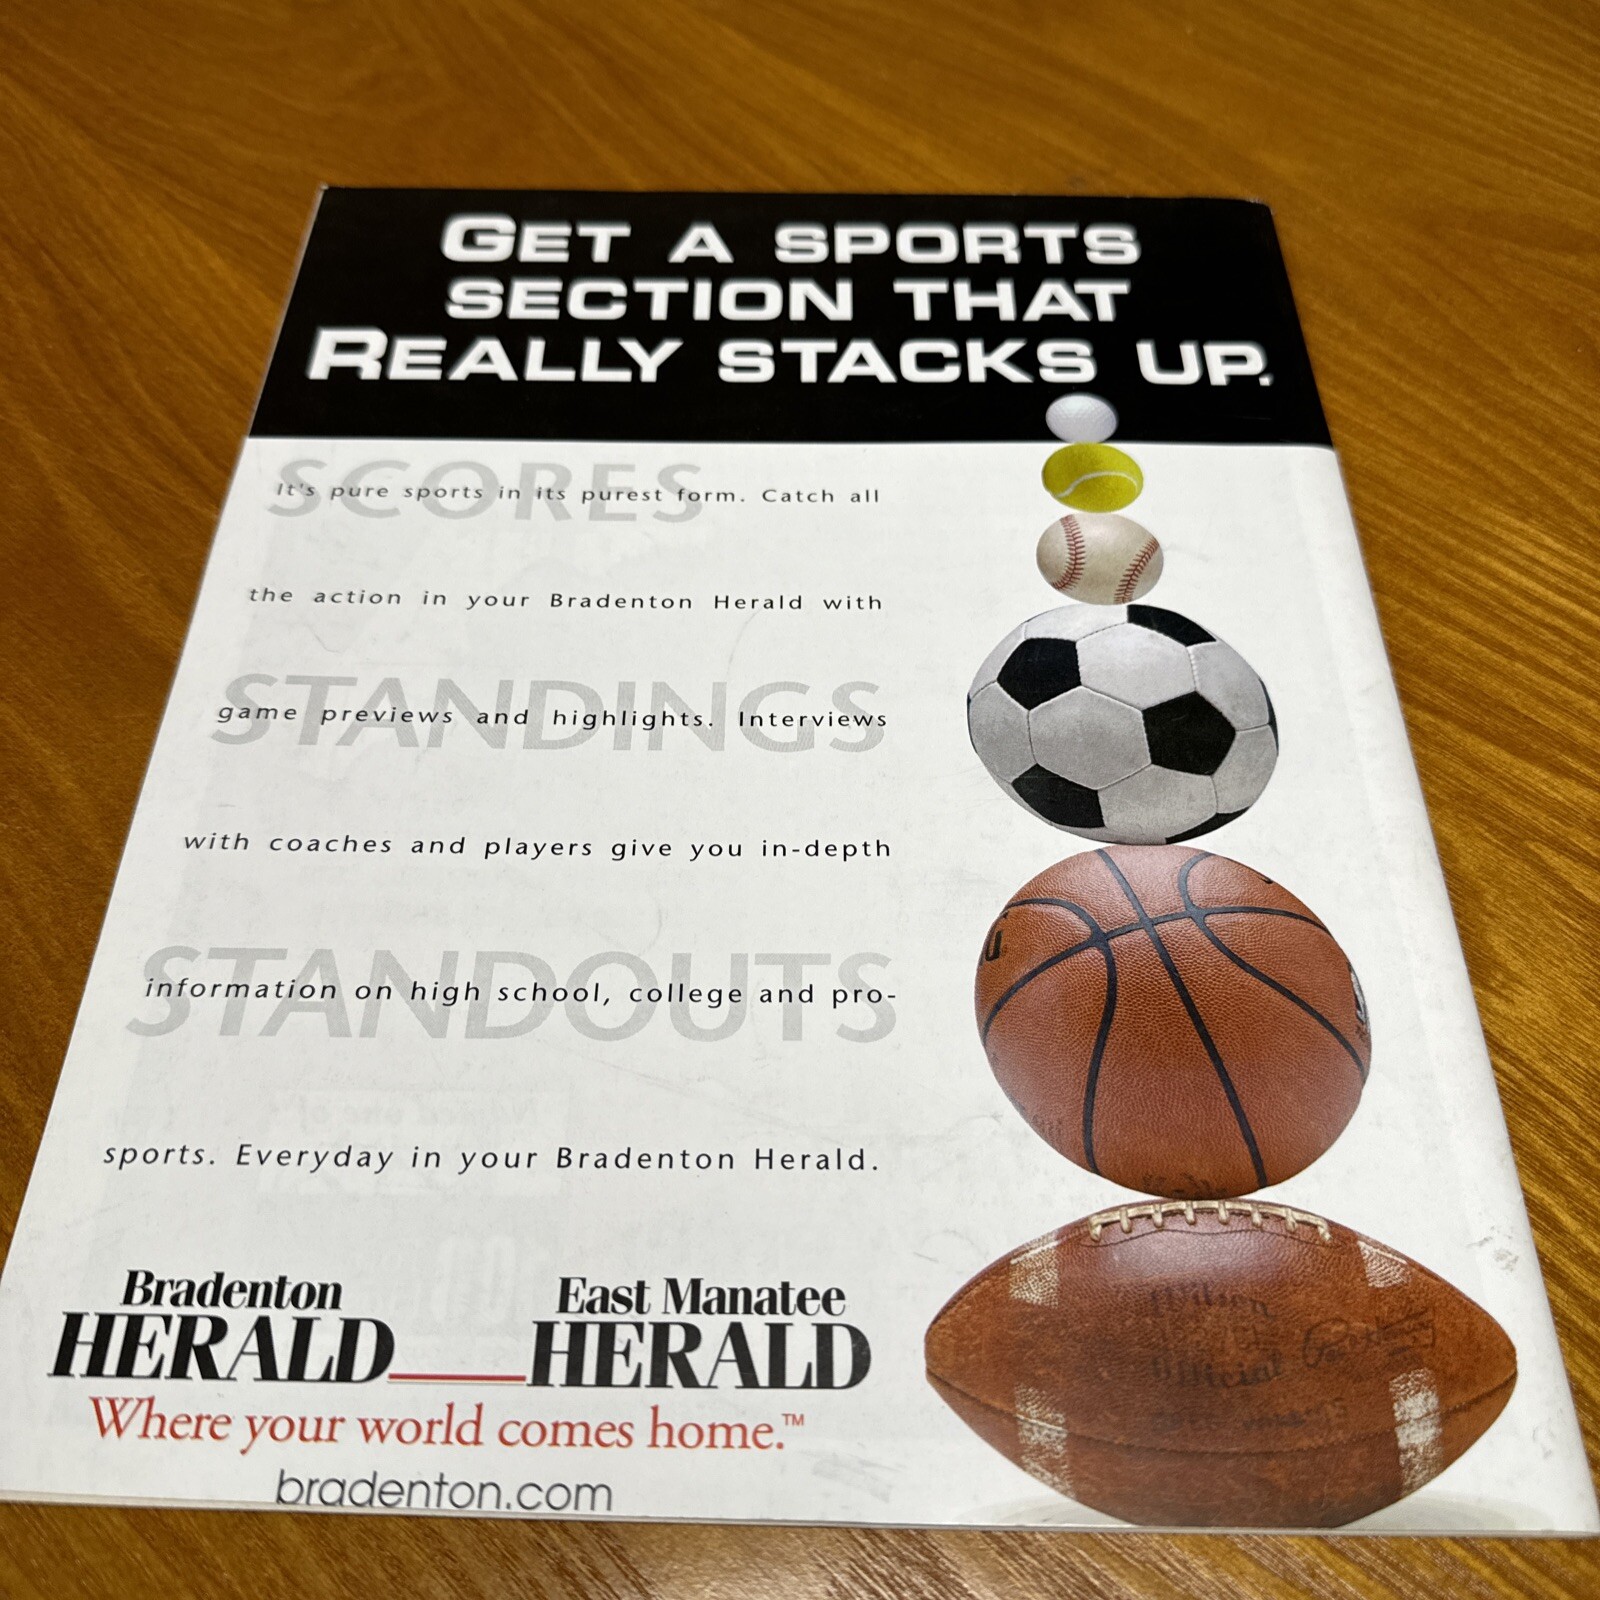 GET A SPORTS
SECTION THAT
REALLY STACKS UP.
SCORES
It's pure sports in its purest form. Catch all
the action in your Bradenton Herald with
STANDINGS
game previews and highlights. Interviews
with coaches and players give you in-depth
STANDOUTS
information on high school, college and pro-
sports. Everyday in your Bradenton Herald.
Bradenton
HERALD
East Manatee
HERALD
Where your world comes home.™
bradenton.com
Wilson
Official